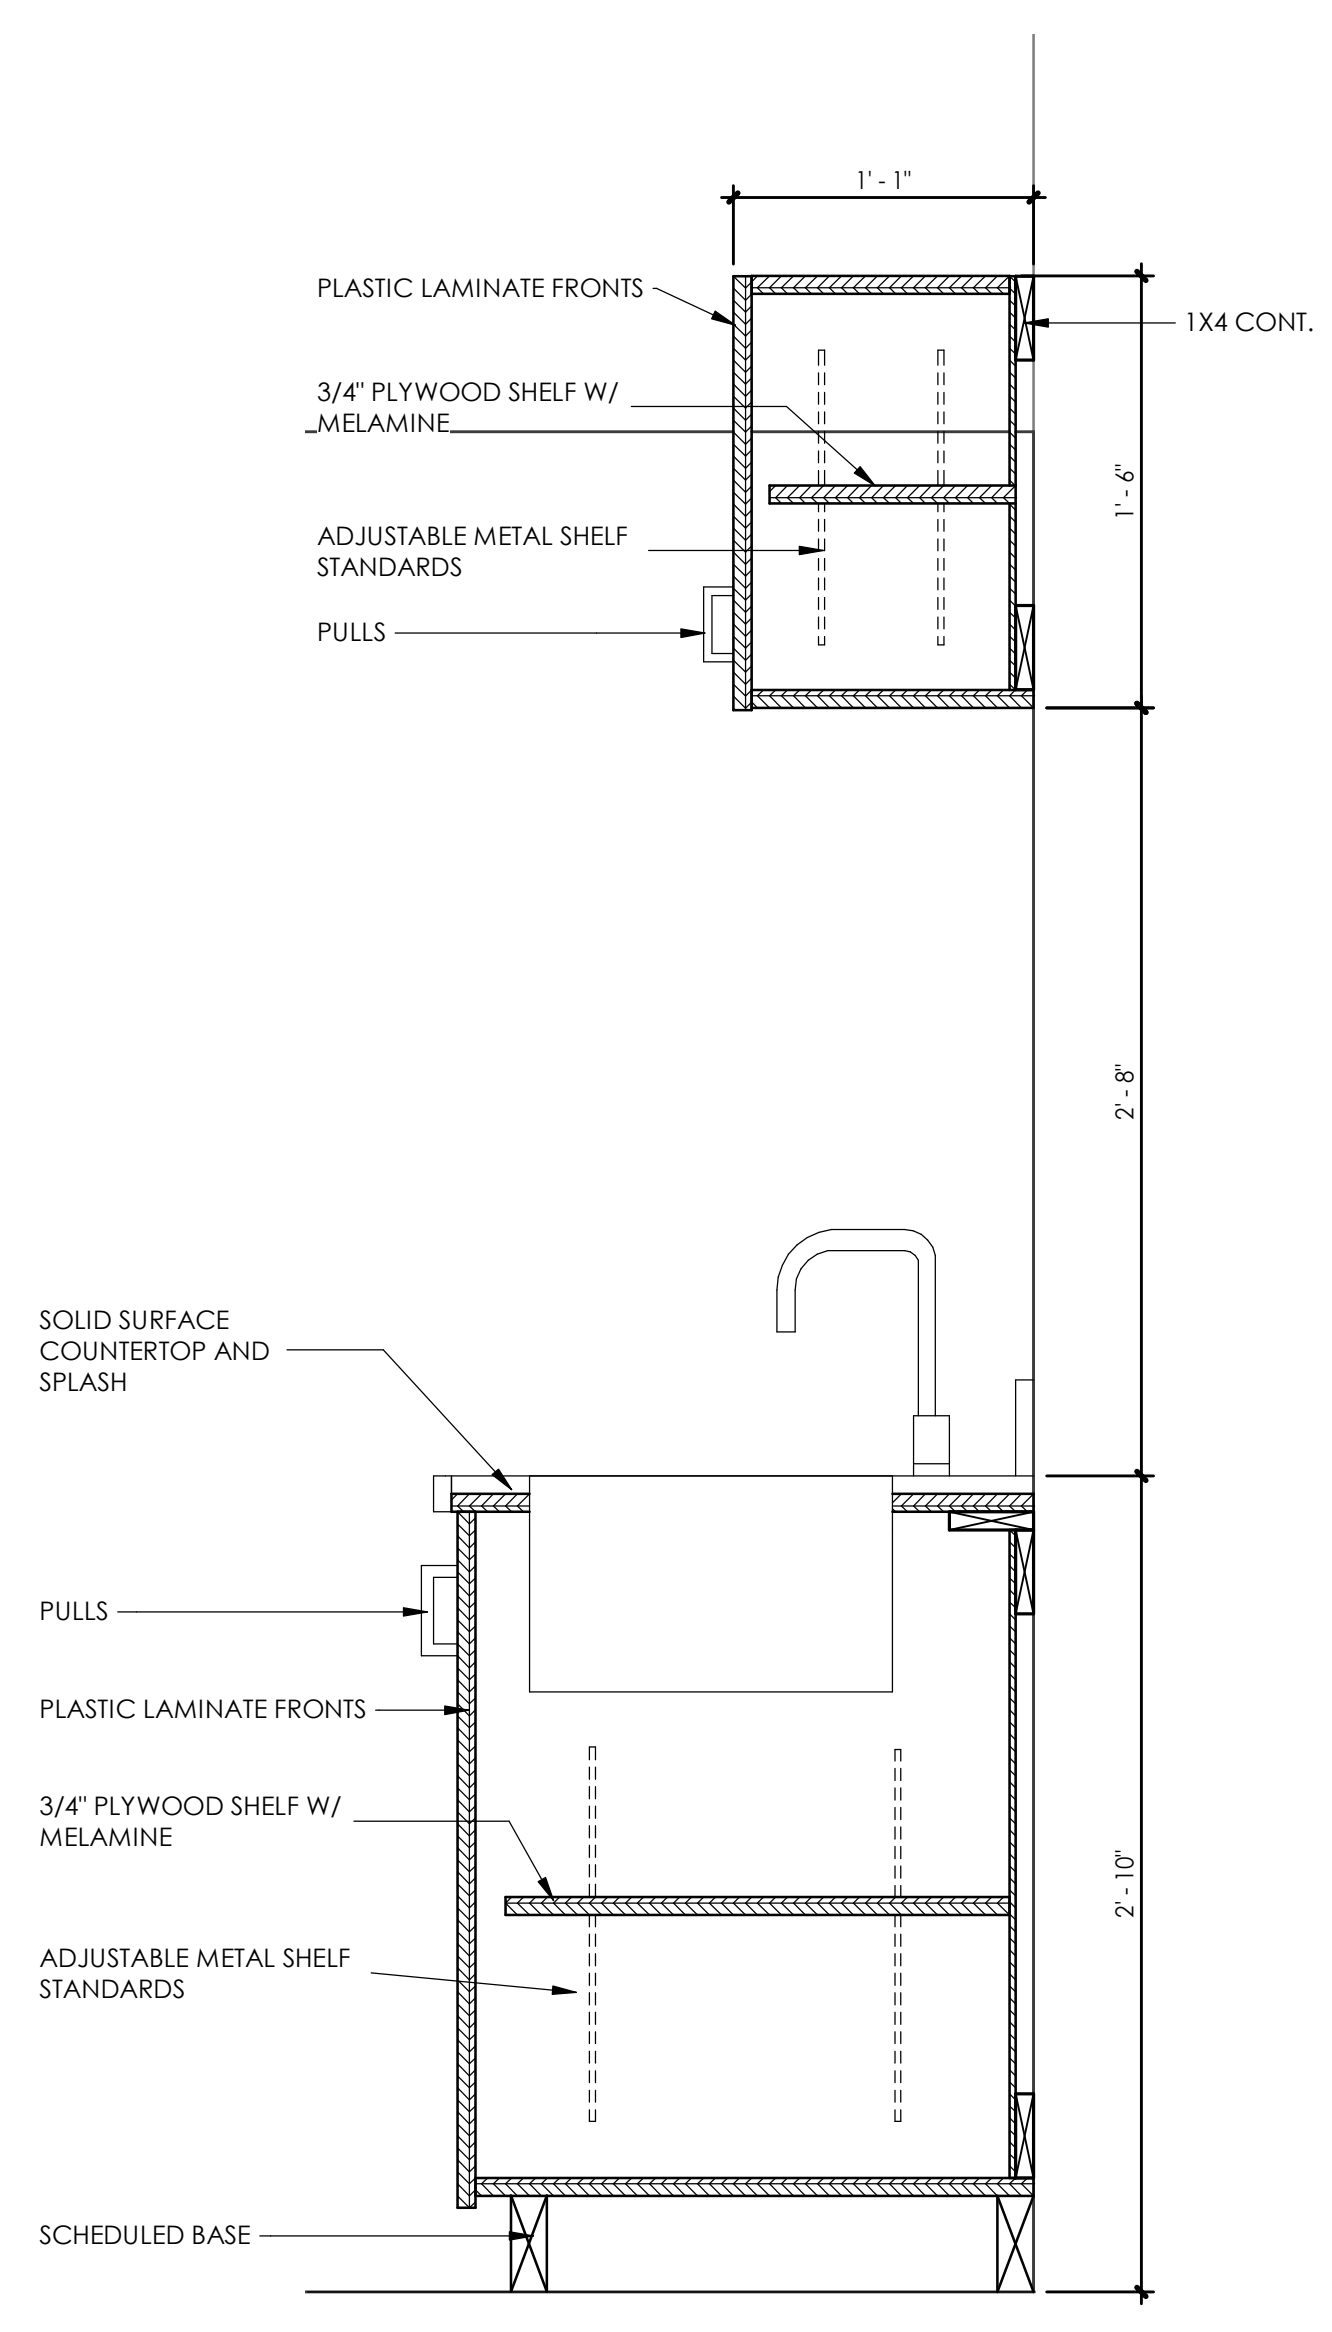 1' - 1"
PLASTIC LAMINATE FRONTS
1X4 CONT.
3/4" PLYWOOD SHELF W/
MELAMINE
1' - 6"
ADJUSTABLE METAL SHELF
STANDARDS
PULLS
2' - 8"
SOLID SURFACE
COUNTERTOP AND
SPLASH
PULLS
PLASTIC LAMINATE FRONTS
3/4" PLYWOOD SHELF W/
MELAMINE
2' - 10"
ADJUSTABLE METAL SHELF
STANDARDS
SCHEDULED BASE